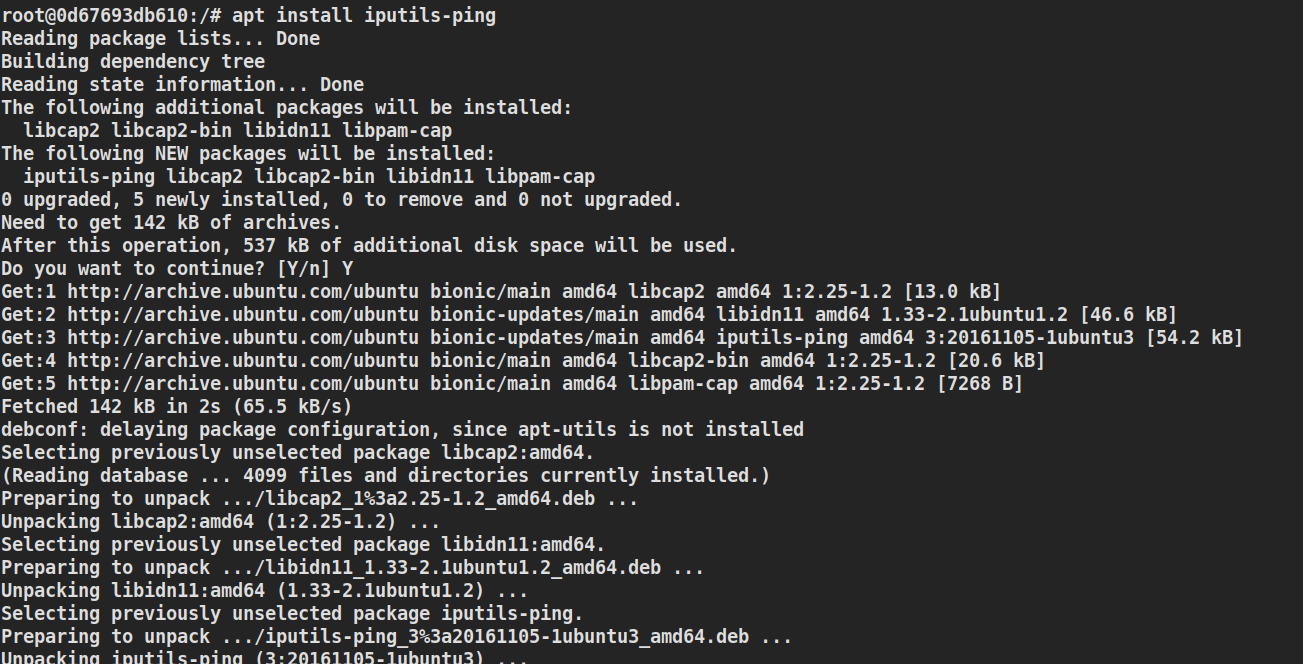 root@0d67693db610:/# apt install iputils-ping
Reading package lists... Done
Building dependency tree
Reading state information... Done
The following additional packages will be installed:
  libcap2 libcap2-bin libidn11 libpam-cap
The following NEW packages will be installed:
  iputils-ping libcap2 libcap2-bin libidn11 libpam-cap
0 upgraded, 5 newly installed, 0 to remove and 0 not upgraded.
Need to get 142 kB of archives.
After this operation, 537 kB of additional disk space will be used.
Do you want to continue? [Y/n] Y
Get:1 http://archive.ubuntu.com/ubuntu bionic/main amd64 libcap2 amd64 1:2.25-1.2 [13.0 kB]
Get:2 http://archive.ubuntu.com/ubuntu bionic-updates/main amd64 libidn11 amd64 1.33-2.1ubuntu1.2 [46.6 kB]
Get:3 http://archive.ubuntu.com/ubuntu bionic-updates/main amd64 iputils-ping amd64 3:20161105-1ubuntu3 [54.2 kB]
Get:4 http://archive.ubuntu.com/ubuntu bionic/main amd64 libcap2-bin amd64 1:2.25-1.2 [20.6 kB]
Get:5 http://archive.ubuntu.com/ubuntu bionic/main amd64 libpam-cap amd64 1:2.25-1.2 [7268 B]
Fetched 142 kB in 2s (65.5 kB/s)
debconf: delaying package configuration, since apt-utils is not installed
Selecting previously unselected package libcap2:amd64.
(Reading database ... 4099 files and directories currently installed.)
Preparing to unpack .../libcap2_1%3a2.25-1.2_amd64.deb ...
Unpacking libcap2:amd64 (1:2.25-1.2) ...
Selecting previously unselected package libidn11:amd64.
Preparing to unpack .../libidn11_1.33-2.1ubuntu1.2_amd64.deb ...
Unpacking libidn11:amd64 (1.33-2.1ubuntu1.2) ...
Selecting previously unselected package iputils-ping.
Preparing to unpack .../iputils-ping_3%3a20161105-1ubuntu3_amd64.deb ...
Unpacking iputils-ping (3:20161105-1ubuntu3) ...